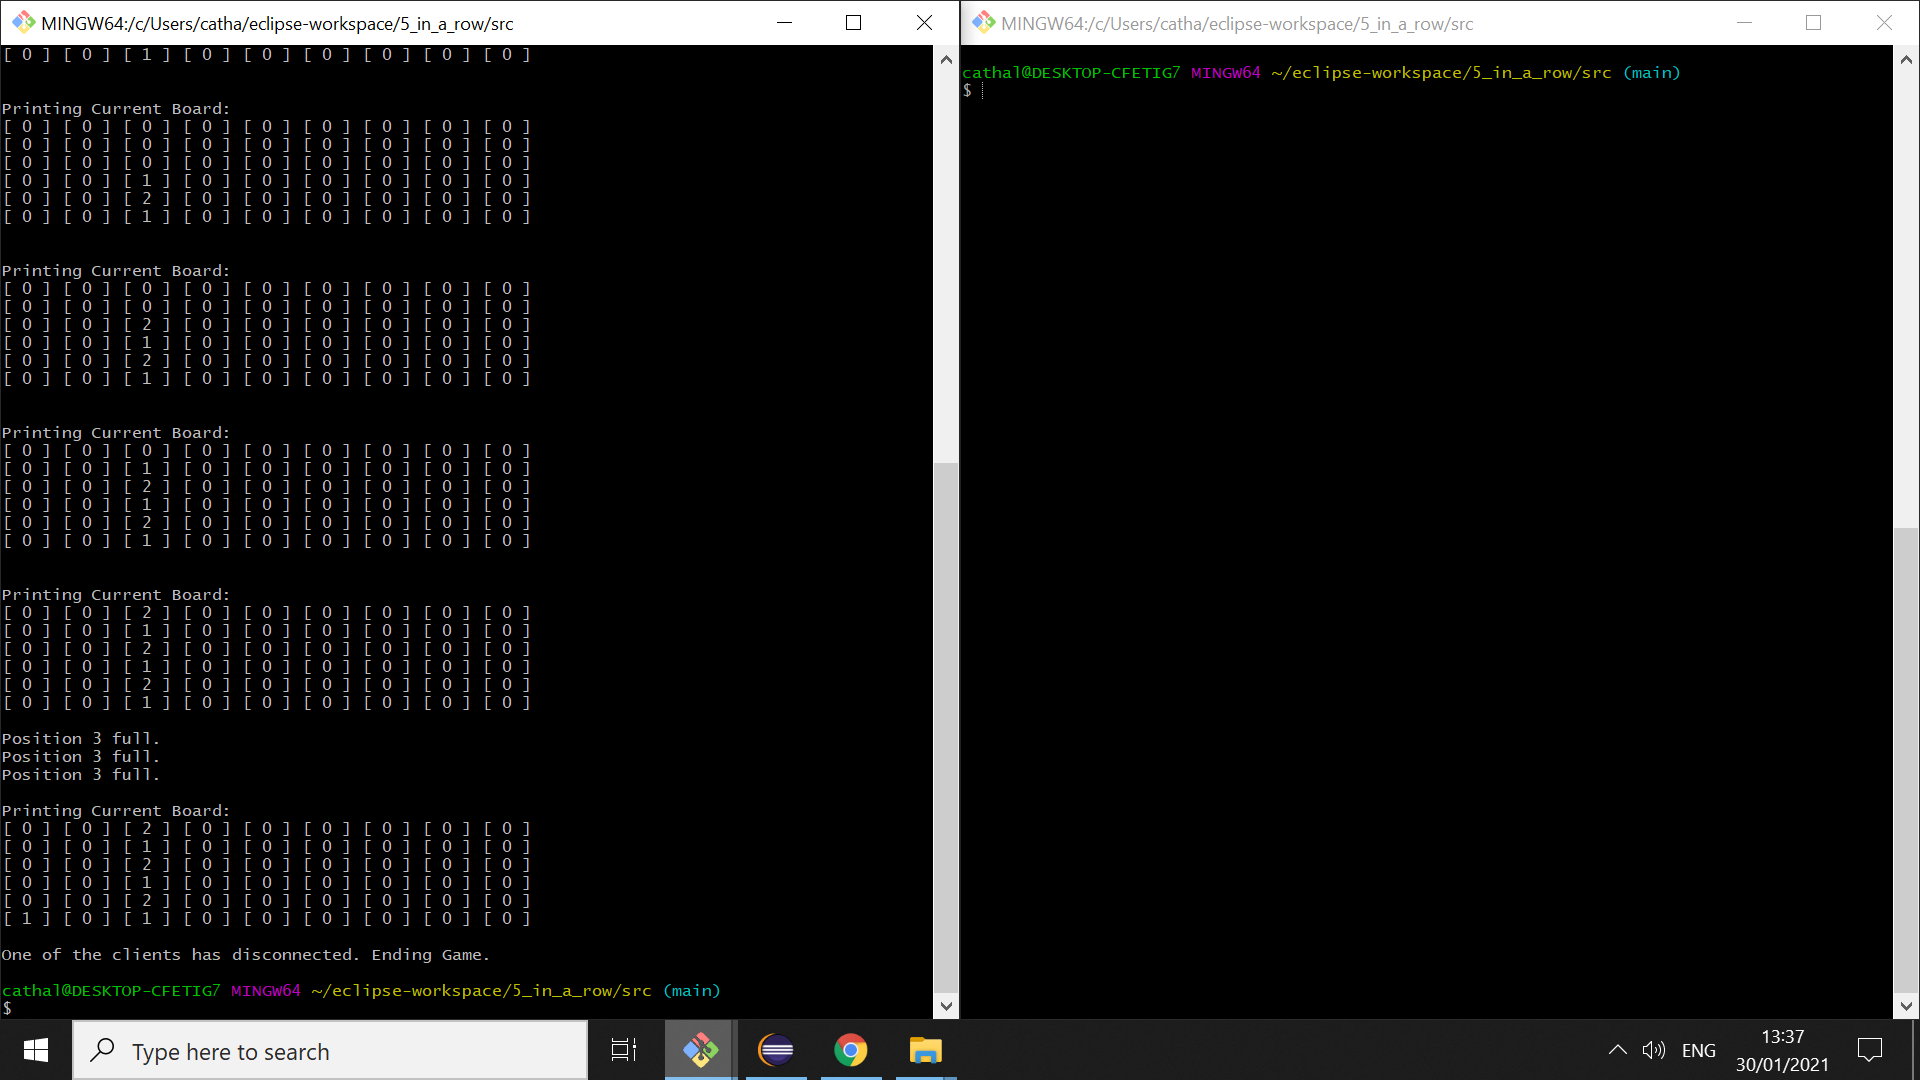 MINGW64:/c/Users/catha/eclipse-workspace/5_in_a_row/src
[ 0 ] [ 0 ] [ 1 ] [ 0 ] [ 0 ] [ 0 ] [ 0 ] [ 0 ] [ 0 ]
Printing Current Board:
[ 0 ] [ 0 ] [ 0 ] [ 0 ] [ 0 ] [ 0 ] [ 0 ] [ 0 ] [ 0 ]
[ 0 ] [ 0 ] [ 0 ] [ 0 ] [ 0 ] [ 0 ] [ 0 ] [ 0 ] [ 0 ]
[ 0 ] [ 0 ] [ 0 ] [ 0 ] [ 0 ] [ 0 ] [ 0 ] [ 0 ] [ 0 ]
[ 0 ] [ 0 ] [ 1 ] [ 0 ] [ 0 ] [ 0 ] [ 0 ] [ 0 ] [ 0 ]
[ 0 ] [ 0 ] [ 2 ] [ 0 ] [ 0 ] [ 0 ] [ 0 ] [ 0 ] [ 0 ]
[ 0 ] [ 0 ] [ 1 ] [ 0 ] [ 0 ] [ 0 ] [ 0 ] [ 0 ] [ 0 ]
Printing Current Board:
[ 0 ] [ 0 ] [ 0 ] [ 0 ] [ 0 ] [ 0 ] [ 0 ] [ 0 ] [ 0 ]
[ 0 ] [ 0 ] [ 0 ] [ 0 ] [ 0 ] [ 0 ] [ 0 ] [ 0 ] [ 0 ]
[ 0 ] [ 0 ] [ 2 ] [ 0 ] [ 0 ] [ 0 ] [ 0 ] [ 0 ] [ 0 ]
[ 0 ] [ 0 ] [ 1 ] [ 0 ] [ 0 ] [ 0 ] [ 0 ] [ 0 ] [ 0 ]
[ 0 ] [ 0 ] [ 2 ] [ 0 ] [ 0 ] [ 0 ] [ 0 ] [ 0 ] [ 0 ]
[ 0 ] [ 0 ] [ 1 ] [ 0 ] [ 0 ] [ 0 ] [ 0 ] [ 0 ] [ 0 ]
Printing Current Board:
[ 0 ] [ 0 ] [ 0 ] [ 0 ] [ 0 ] [ 0 ] [ 0 ] [ 0 ] [ 0 ]
[ 0 ] [ 0 ] [ 1 ] [ 0 ] [ 0 ] [ 0 ] [ 0 ] [ 0 ] [ 0 ]
[ 0 ] [ 0 ] [ 2 ] [ 0 ] [ 0 ] [ 0 ] [ 0 ] [ 0 ] [ 0 ]
[ 0 ] [ 0 ] [ 1 ] [ 0 ] [ 0 ] [ 0 ] [ 0 ] [ 0 ] [ 0 ]
[ 0 ] [ 0 ] [ 2 ] [ 0 ] [ 0 ] [ 0 ] [ 0 ] [ 0 ] [ 0 ]
[ 0 ] [ 0 ] [ 1 ] [ 0 ] [ 0 ] [ 0 ] [ 0 ] [ 0 ] [ 0 ]
Printing Current Board:
[ 0 ] [ 0 ] [ 2 ] [ 0 ] [ 0 ] [ 0 ] [ 0 ] [ 0 ] [ 0 ]
[ 0 ] [ 0 ] [ 1 ] [ 0 ] [ 0 ] [ 0 ] [ 0 ] [ 0 ] [ 0 ]
[ 0 ] [ 0 ] [ 2 ] [ 0 ] [ 0 ] [ 0 ] [ 0 ] [ 0 ] [ 0 ]
[ 0 ] [ 0 ] [ 1 ] [ 0 ] [ 0 ] [ 0 ] [ 0 ] [ 0 ] [ 0 ]
[ 0 ] [ 0 ] [ 2 ] [ 0 ] [ 0 ] [ 0 ] [ 0 ] [ 0 ] [ 0 ]
[ 0 ] [ 0 ] [ 1 ] [ 0 ] [ 0 ] [ 0 ] [ 0 ] [ 0 ] [ 0 ]
Position 3 full.
Position 3 full.
Position 3 full.
Printing Current Board:
[ 0 ] [ 0 ] [ 2 ] [ 0 ] [ 0 ] [ 0 ] [ 0 ] [ 0 ] [ 0 ]
[ 0 ] [ 0 ] [ 1 ] [ 0 ] [ 0 ] [ 0 ] [ 0 ] [ 0 ] [ 0 ]
[ 0 ] [ 0 ] [ 2 ] [ 0 ] [ 0 ] [ 0 ] [ 0 ] [ 0 ] [ 0 ]
[ 0 ] [ 0 ] [ 1 ] [ 0 ] [ 0 ] [ 0 ] [ 0 ] [ 0 ] [ 0 ]
[ 0 ] [ 0 ] [ 2 ] [ 0 ] [ 0 ] [ 0 ] [ 0 ] [ 0 ] [ 0 ]
[ 1 ] [ 0 ] [ 1 ] [ 0 ] [ 0 ] [ 0 ] [ 0 ] [ 0 ] [ 0 ]
One of the clients has disconnected. Ending Game.
cathal@DESKTOP-CFETIG7 MINGW64 ~/eclipse-workspace/5_in_a_row/src (main)
$
MINGW64:/c/Users/catha/eclipse-workspace/5_in_a_row/src
cathal@DESKTOP-CFETIG7 MINGW64 ~/eclipse-workspace/5_in_a_row/src (main)
$
Type here to search
ENG
13:37
30/01/2021